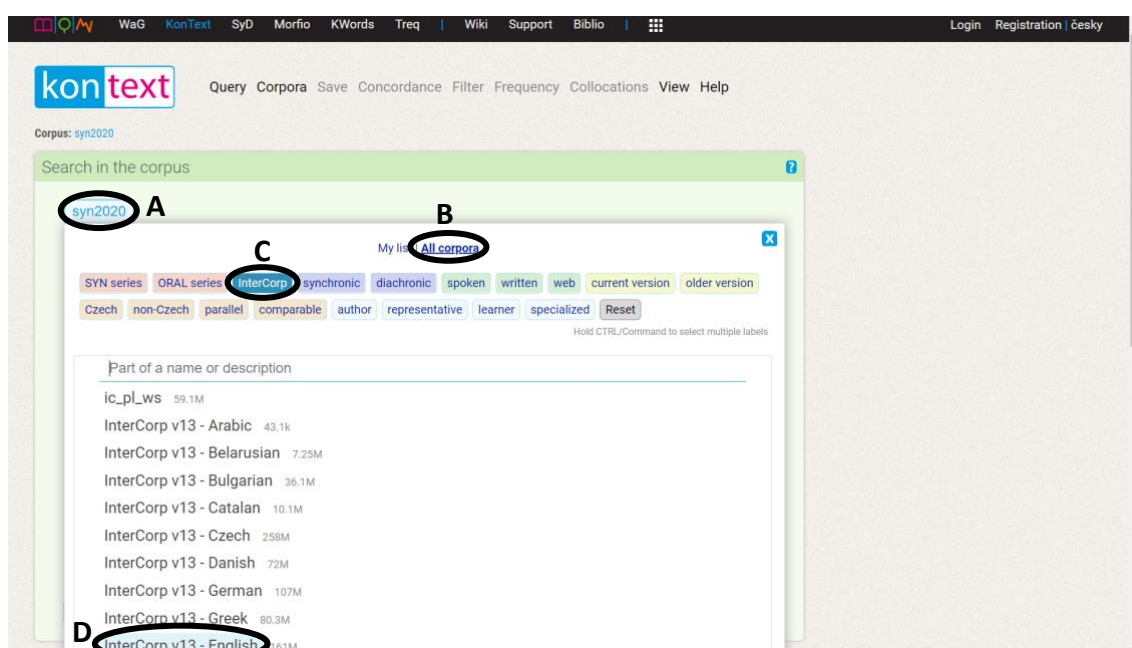 WaG KonText SyD Morfio KWords Treq | Wiki Support Biblio | Login Registration | česky
kontext Query Corpora Save Concordance Filter Frequency Collocations View Help
Corpus: syn2020
Search in the corpus ?
syn2020 A
B
C My lis All corpora X
SYN series ORAL series InterCorp synchronic diachronic spoken written web current version older version
Czech non-Czech parallel comparable author representative learner specialized Reset
Hold CTRL/Command to select multiple labels
Part of a name or description
ic_pl_ws 59.1M
InterCorp v13 - Arabic 43.1k
InterCorp v13 - Belarusian 7.25M
InterCorp v13 - Bulgarian 36.1M
InterCorp v13 - Catalan 10.1M
InterCorp v13 - Czech 258M
InterCorp v13 - Danish 72M
InterCorp v13 - German 107M
InterCorp v13 - Greek 80.3M
D InterCorp v13 - English 161M